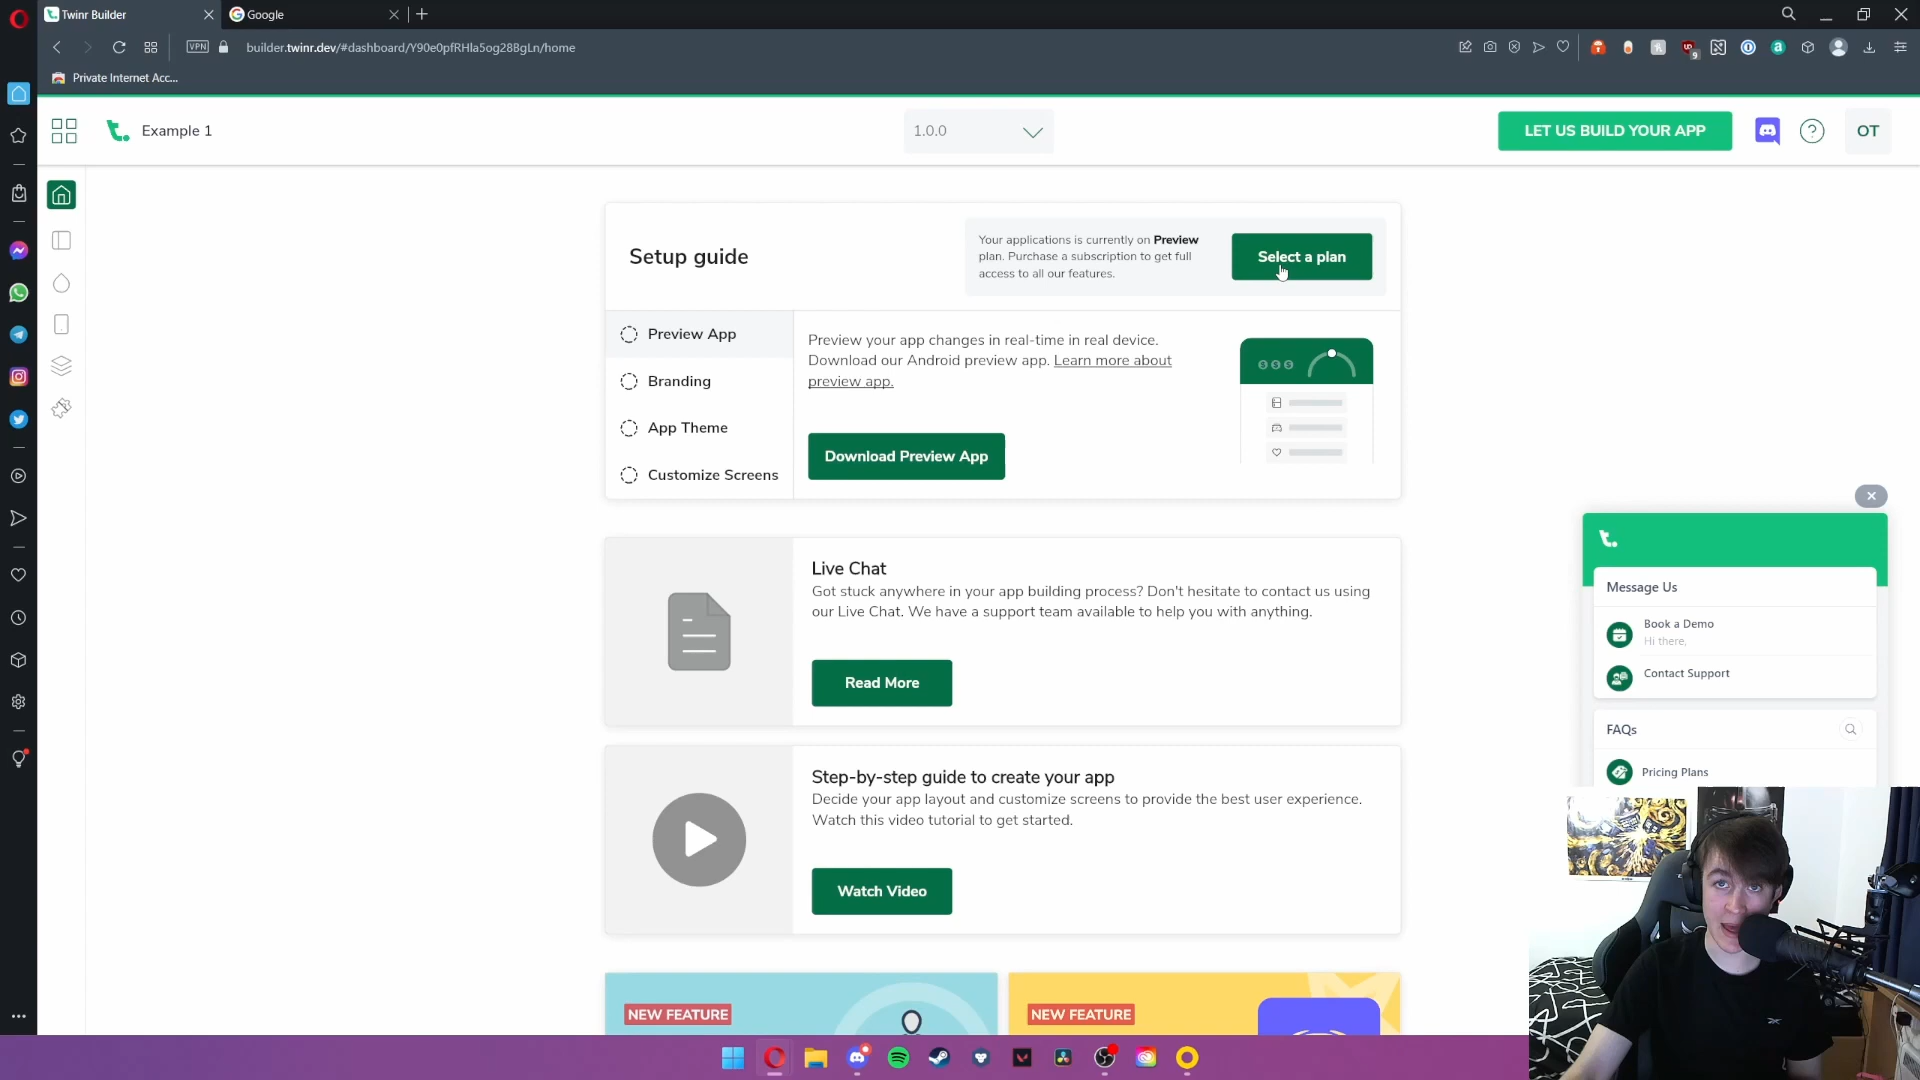 Twinr Builder
Google
VPN
builder.twinr.dev/#dashboard/Y90e0pfRHla5og28BgLn/home
9
Private Internet Acc...
Example 1
1.0.0
LET US BUILD YOUR APP
OT
Setup guide
Your applications is currently on Preview
plan. Purchase a subscription to get full
access to all our features.
Select a plan
Preview App
Branding
App Theme
Customize Screens
Preview your app changes in real-time in real device.
Download our Android preview app. Learn more about
preview app.
Download Preview App
Live Chat
Got stuck anywhere in your app building process? Don't hesitate to contact us using
our Live Chat. We have a support team available to help you with anything.
Read More
Step-by-step guide to create your app
Decide your app layout and customize screens to provide the best user experience.
Watch this video tutorial to get started.
Watch Video
NEW FEATURE
NEW FEATURE
Message Us
Book a Demo
Hi there,
Contact Support
FAQs
Pricing Plans